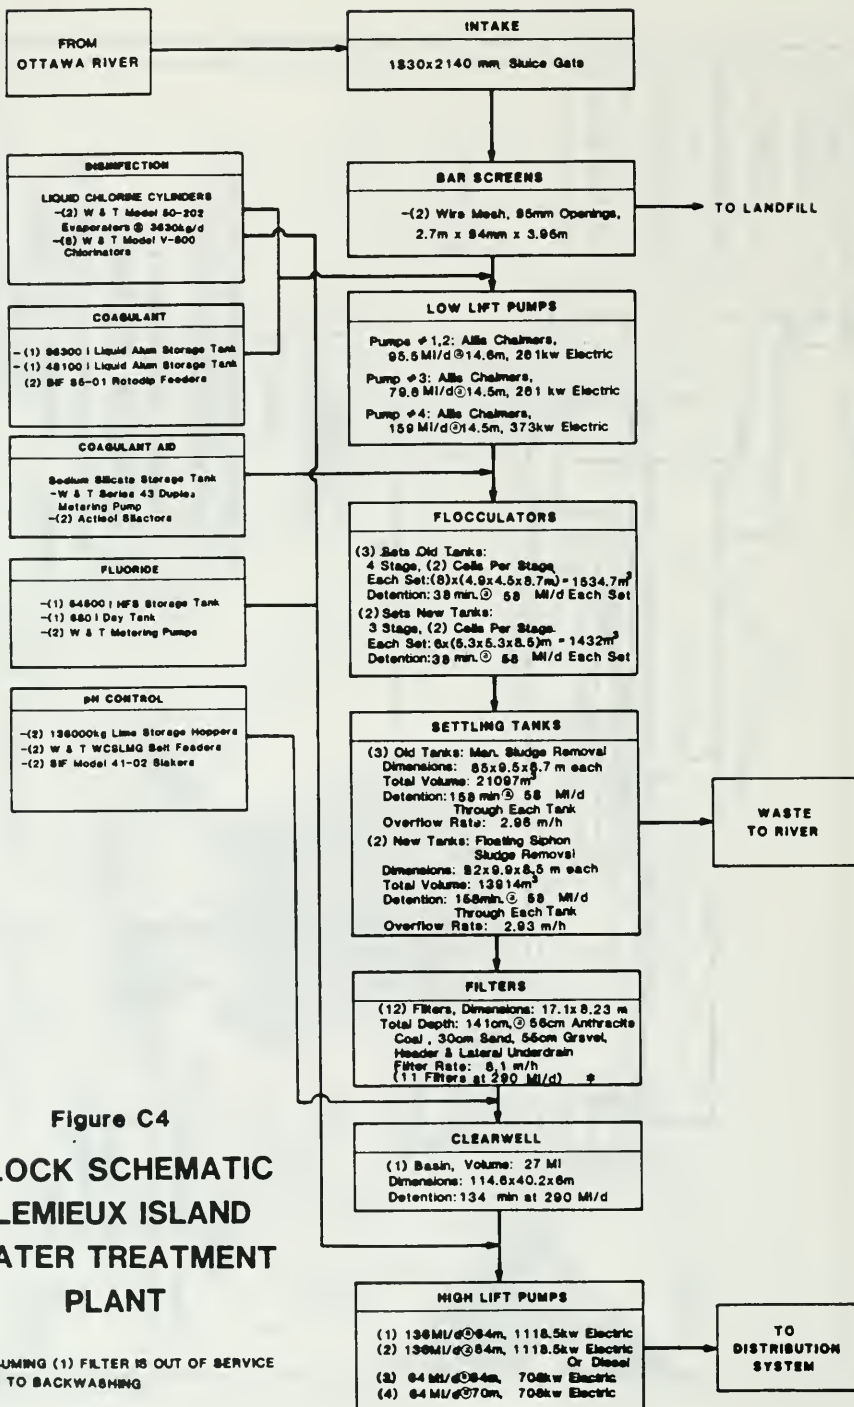 FROM
OTTAWA RIVER
INTAKE
1830x2140 mm Sluice Gate
BAR SCREENS
-(2) Wire Mesh, 95mm Openings,
2.7m x 94mm x 3.96m
TO LANDFILL
DISINFECTION
LIQUID CHLORINE CYLINDERS
-(2) W & T Model 50-202
Evaporators @ 3630kg/d
-(6) W & T Model V-800
Chlorinators
COAGULANT
-(1) 96300 l Liquid Alum Storage Tank
-(1) 48100 l Liquid Alum Storage Tank
(2) BIF 85-01 Rotodip Feeders
COAGULANT AID
Sodium Silicate Storage Tank
-W & T Series 43 Duplex
Metering Pump
-(2) Actisol Silactors
FLUORIDE
-(1) 54500 l HFS Storage Tank
-(1) 680 l Day Tank
-(2) W & T Metering Pumps
pH CONTROL
-(2) 136000kg Lime Storage Hoppers
-(2) W & T WCSLMG Belt Feeders
-(2) BIF Model 41-02 Slakers
LOW LIFT PUMPS
Pumps #1,2: Allis Chalmers,
95.5 Ml/d @14.6m, 261kw Electric
Pump #3: Allis Chalmers,
79.6 Ml/d@14.5m, 261 kw Electric
Pump #4: Allis Chalmers,
159 Ml/d@14.5m, 373kw Electric
FLOCCULATORS
(3) Sets Old Tanks:
4 Stage, (2) Cells Per Stage
Each Set:(8)x(4.9x4.5x8.7m)=1534.7m³
Detention:38 min.@ 58 Ml/d Each Set
(2) Sets New Tanks:
3 Stage, (2) Cells Per Stage.
Each Set: 6x(5.3x5.3x8.5)m =1432m³
Detention:38 min.@ 58 Ml/d Each Set
SETTLING TANKS
(3) Old Tanks: Man. Sludge Removal
Dimensions: 85x9.5x8.7 m each
Total Volume: 21097m³
Detention:158 min@ 58 Ml/d
Through Each Tank
Overflow Rate: 2.96 m/h
(2) New Tanks: Floating Siphon
Sludge Removal
Dimensions: 82x9.9x8.5 m each
Total Volume: 13914m³
Detention: 158min.@ 58 Ml/d
Through Each Tank
Overflow Rate: 2.93 m/h
WASTE
TO RIVER
FILTERS
(12) Filters, Dimensions: 17.1x8.23 m
Total Depth: 141cm,@ 56cm Anthracite
Coal , 30cm Sand, 55cm Gravel,
Header & Lateral Underdrain
Filter Rate: 8.1 m/h
(11 Filters at 290 Ml/d) *
CLEARWELL
(1) Basin, Volume: 27 Ml
Dimensions: 114.6x40.2x6m
Detention:134 min at 290 Ml/d
HIGH LIFT PUMPS
(1) 136Ml/d@64m, 1118.5kw Electric
(2) 136Ml/d@64m, 1118.5kw Electric
Or Diesel
(3) 64 Ml/d@64m, 708kw Electric
(4) 64 Ml/d@70m, 708kw Electric
TO
DISTRIBUTION
SYSTEM
Figure C4
LOCK SCHEMATIC
LEMIEUX ISLAND
ATER TREATMENT
PLANT
UMING (1) FILTER IS OUT OF SERVICE
TO BACKWASHING